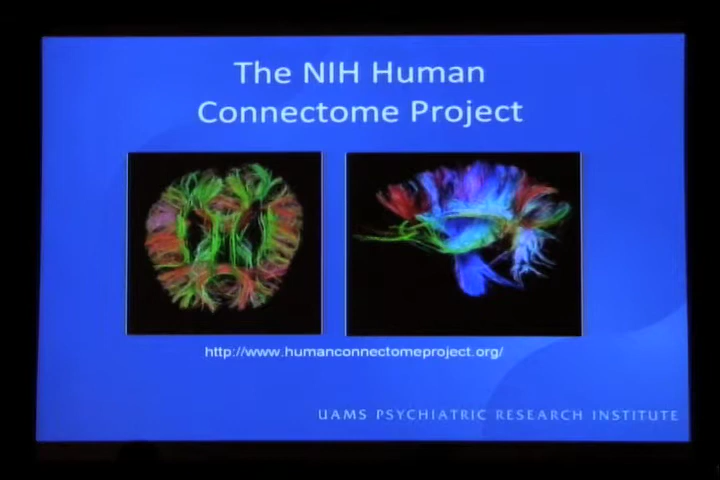 The NIH Human
Connectome Project
http://www.humanconnectomeproject.org/
UAMS PSYCHIATRIC RESEARCH INSTITUTE